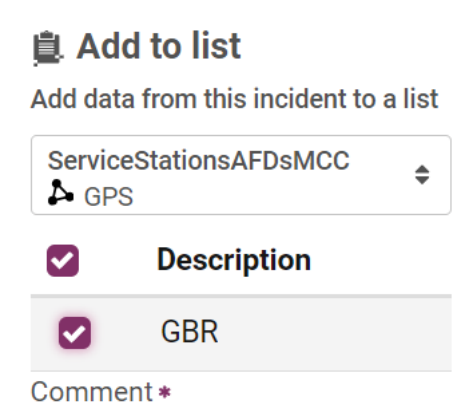 Add to list
Add data from this incident to a list
ServiceStationsAFDsMCC
GPS
Description
GBR
Comment *